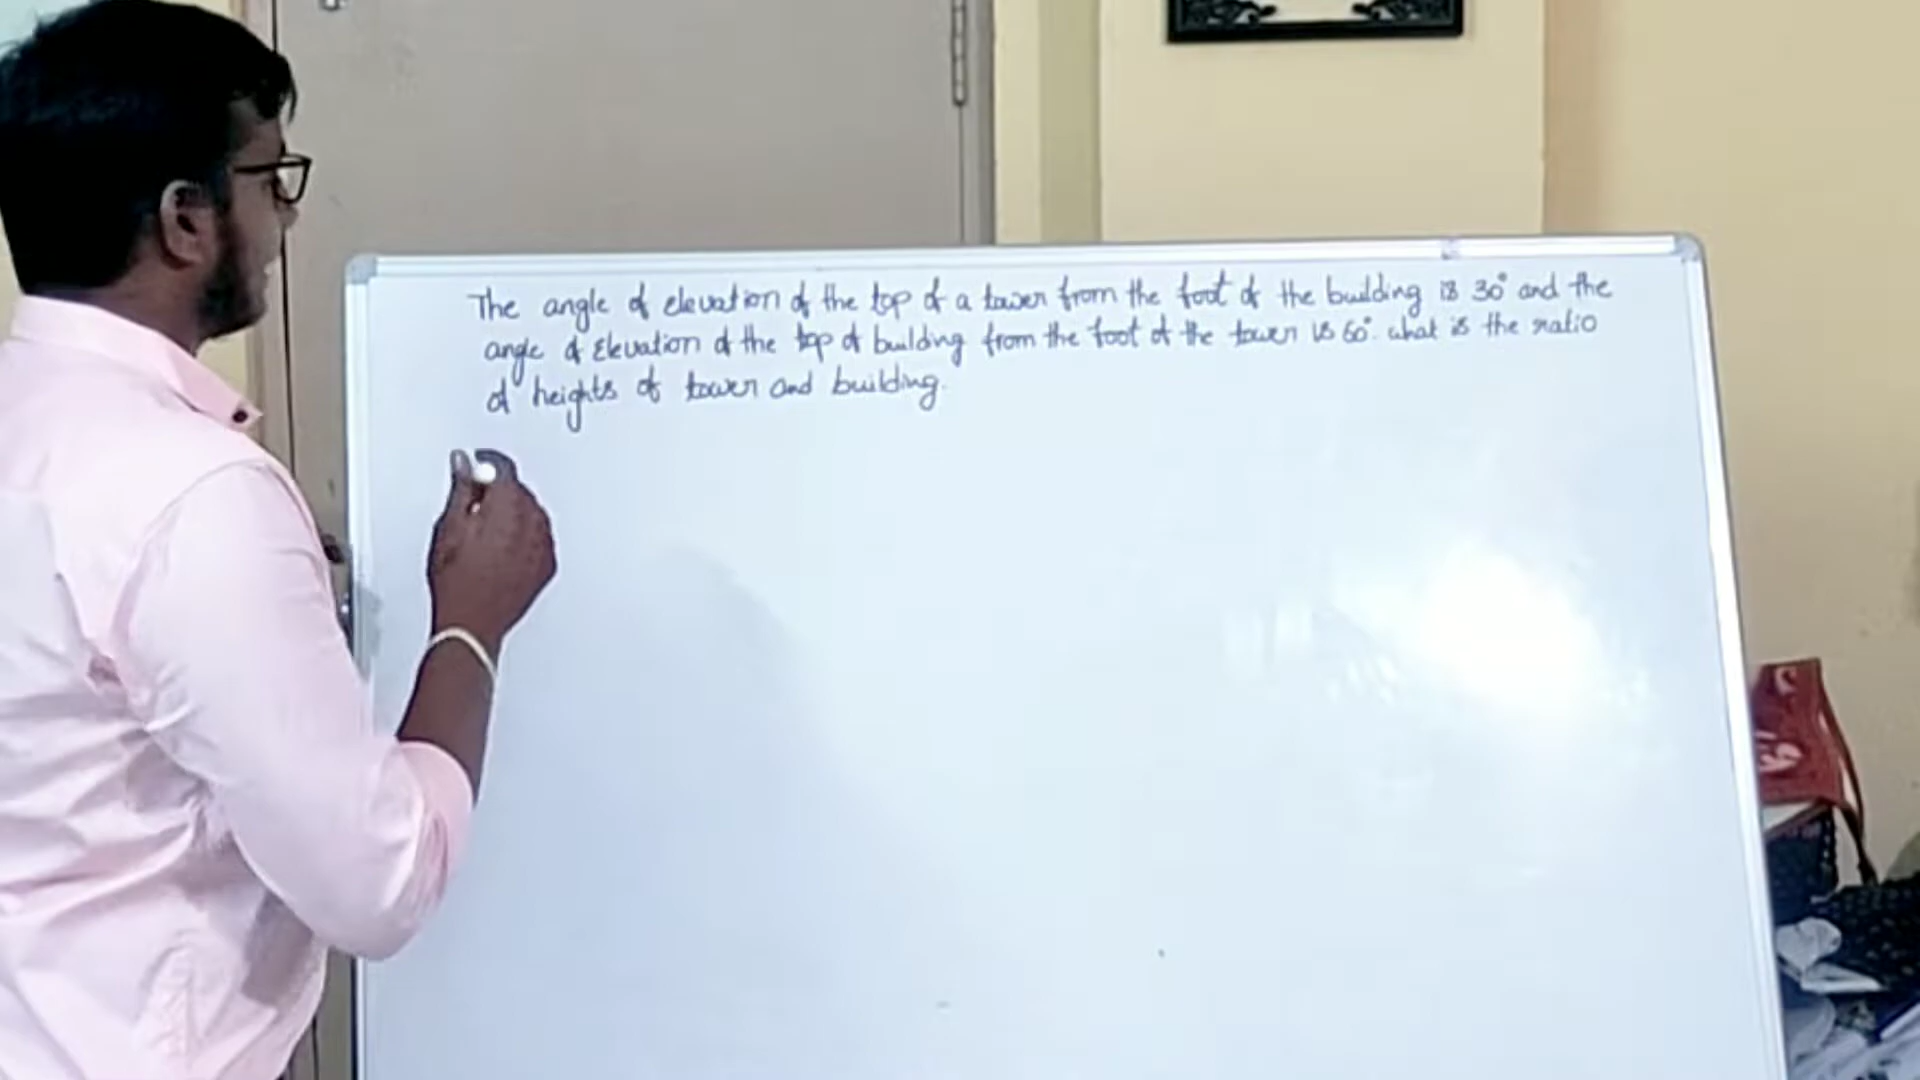 The angle of elevation of the top of a tower from the foot of the building is 30° and the
angle of Elevation of the top of building from the foot of the tower is 60°. what is the ratio
of heights of tower and building.